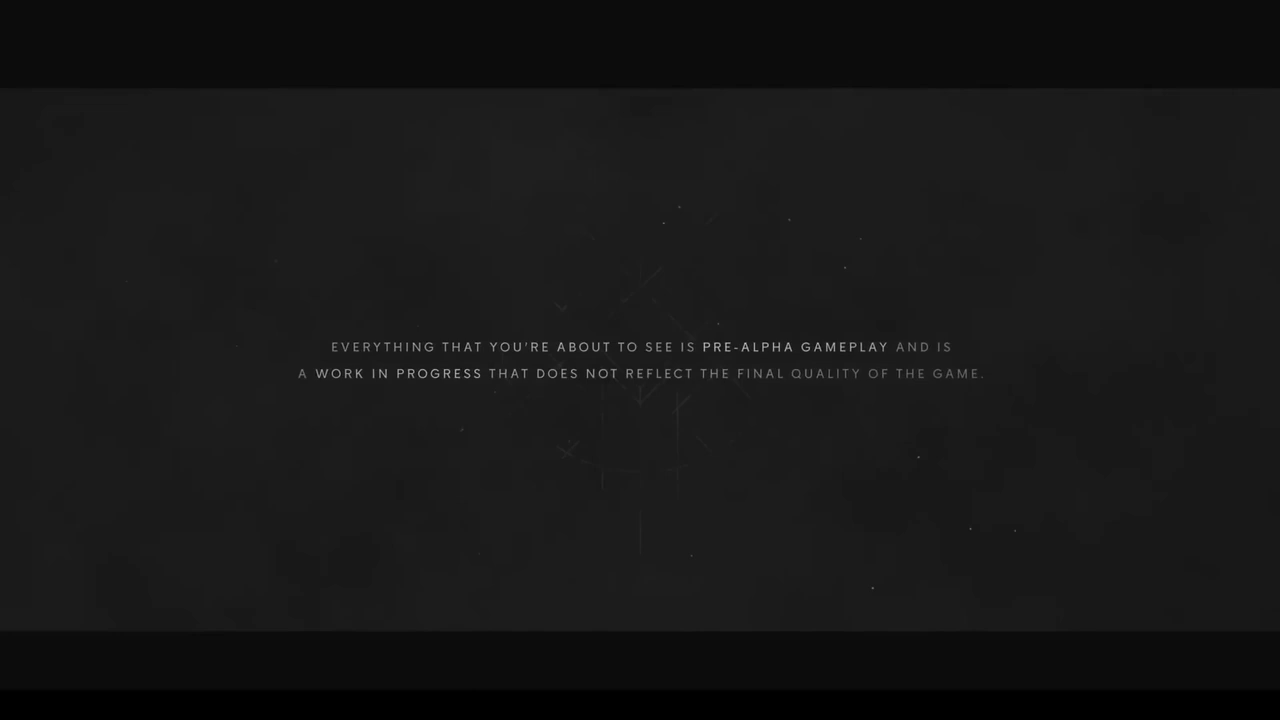 EVERYTHING THAT YOU'RE ABOUT TO SEE IS PRE-ALPHA GAMEPLAY AND IS
A WORK IN PROGRESS THAT DOES NOT REFLECT THE FINAL QUALITY OF THE GAME.